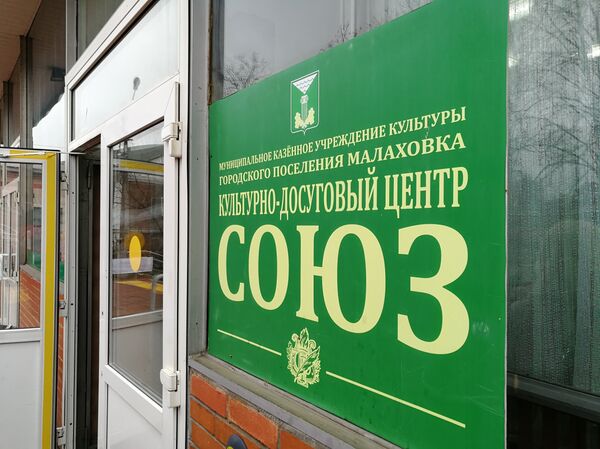 МУНИЦИПАЛЬНОЕ КАЗЁННОЕ УЧРЕЖДЕНИЕ КУЛЬТУРЫ
ГОРОДСКОГО ПОСЕЛЕНИЯ МАЛАХОВКА
КУЛЬТУРНО-ДОСУГОВЫЙ ЦЕНТР
СОЮЗ